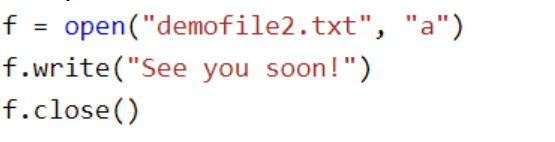 f = open("demofile2.txt", "a")
f.write("See you soon!")
f.close()